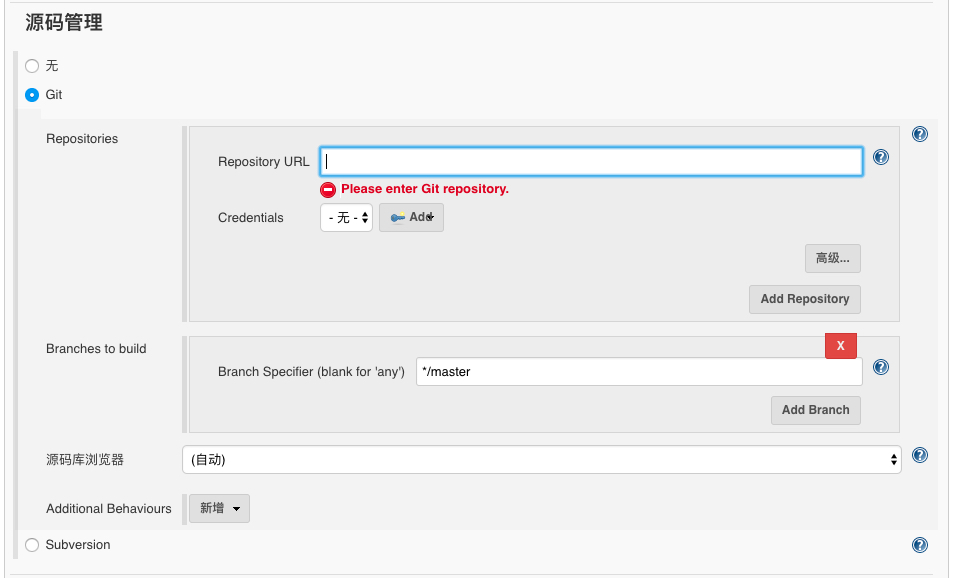 源码管理
无
Git
Repositories
Repository URL
Please enter Git repository.
Credentials
- 无 -
Add
高级...
Add Repository
Branches to build
X
Branch Specifier (blank for 'any')
*/master
Add Branch
源码库浏览器
(自动)
Additional Behaviours
新增
Subversion